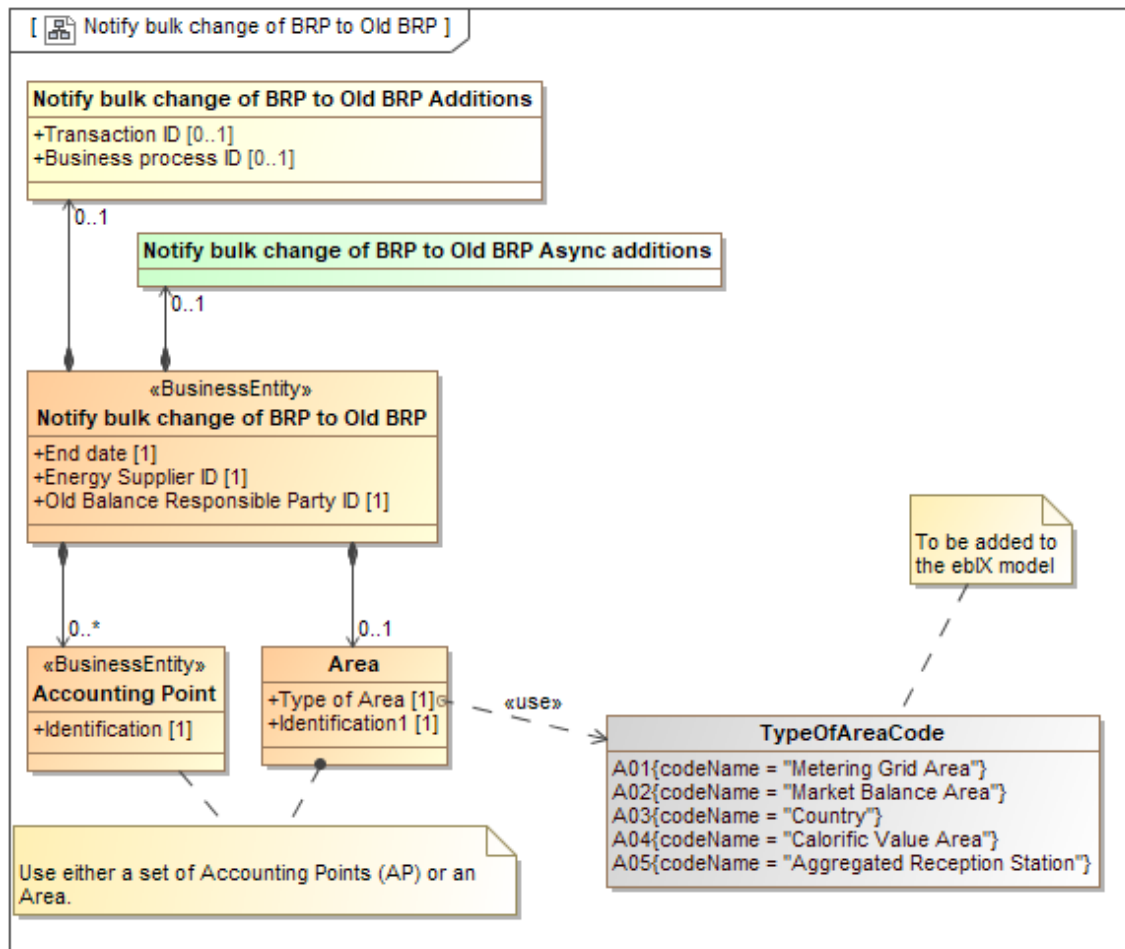 [ Notify bulk change of BRP to Old BRP ]
Notify bulk change of BRP to Old BRP Additions
+Transaction ID [0..1]
+Business process ID [0..1]
0..1
Notify bulk change of BRP to Old BRP Async additions
0..1
«BusinessEntity»
Notify bulk change of BRP to Old BRP
+End date [1]
+Energy Supplier ID [1]
+Old Balance Responsible Party ID [1]
To be added to
the ebIX model
0..*
0..1
«BusinessEntity»
Accounting Point
+Identification [1]
Area
+Type of Area [1]
+Identification1 [1]
«use»
TypeOfAreaCode
A01{codeName = "Metering Grid Area"}
A02{codeName = "Market Balance Area"}
A03{codeName = "Country"}
A04{codeName = "Calorific Value Area"}
A05{codeName = "Aggregated Reception Station"}
Use either a set of Accounting Points (AP) or an
Area.